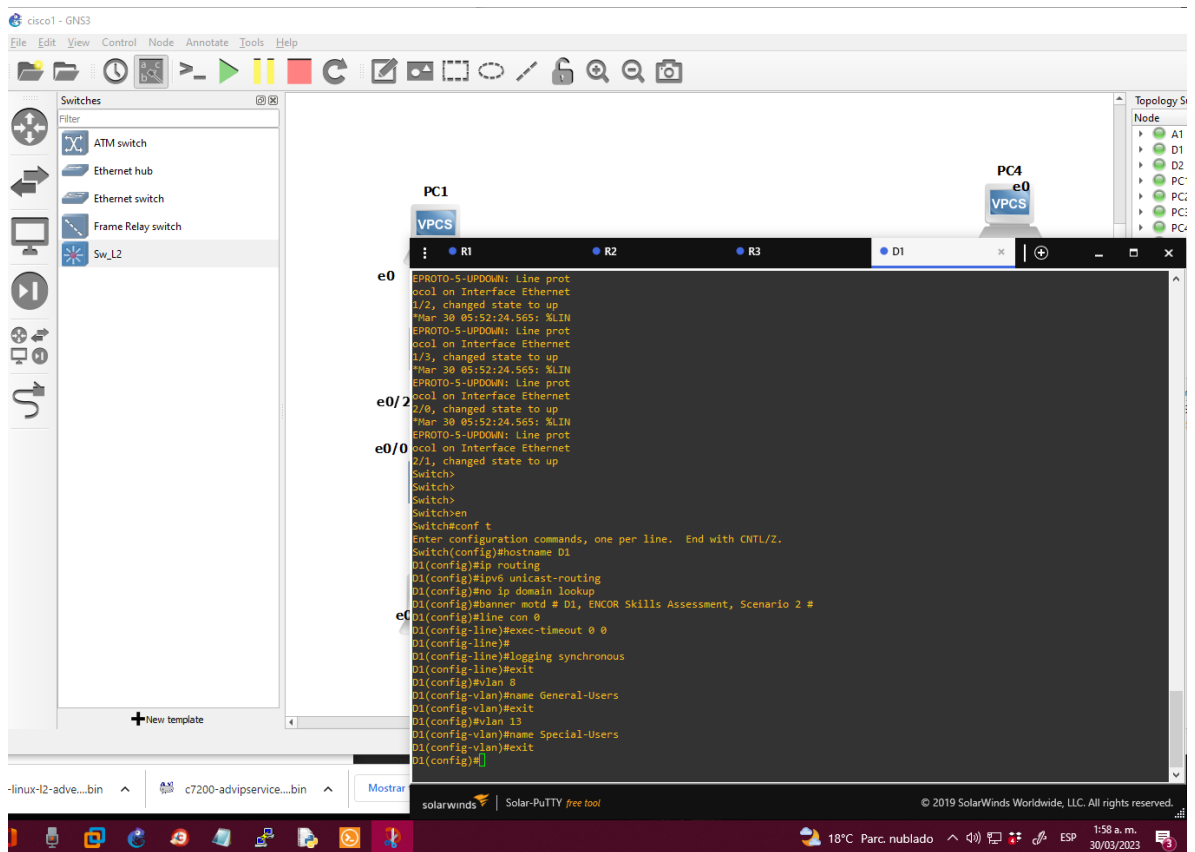 cisco1 - GNS3
File Edit View Control Node Annotate Tools Help
Switches
Filter
ATM switch
Ethernet hub
Ethernet switch
Frame Relay switch
Sw_L2
New template
Topology S
Node
A1
D1
D2
PC1
PC2
PC3
PC4
PC1
VPCS
e0
e0/2
e0/0
PC4
e0
VPCS
R1 R2 R3 D1
EPROTO-5-UPDOWN: Line prot
ocol on Interface Ethernet
1/2, changed state to up
*Mar 30 05:52:24.565: %LIN
EPROTO-5-UPDOWN: Line prot
ocol on Interface Ethernet
1/3, changed state to up
*Mar 30 05:52:24.565: %LIN
EPROTO-5-UPDOWN: Line prot
ocol on Interface Ethernet
2/0, changed state to up
*Mar 30 05:52:24.565: %LIN
EPROTO-5-UPDOWN: Line prot
ocol on Interface Ethernet
2/1, changed state to up
Switch>
Switch>
Switch>
Switch>en
Switch#conf t
Enter configuration commands, one per line.  End with CNTL/Z.
Switch(config)#hostname D1
D1(config)#ip routing
D1(config)#ipv6 unicast-routing
D1(config)#no ip domain lookup
D1(config)#banner motd # D1, ENCOR Skills Assessment, Scenario 2 #
D1(config)#line con 0
D1(config-line)#exec-timeout 0 0
D1(config-line)#
D1(config-line)#logging synchronous
D1(config-line)#exit
D1(config)#vlan 8
D1(config-vlan)#name General-Users
D1(config-vlan)#exit
D1(config)#vlan 13
D1(config-vlan)#name Special-Users
D1(config-vlan)#exit
D1(config)#
solarwinds Solar-PuTTY free tool © 2019 SolarWinds Worldwide, LLC. All rights reserved.
-linux-l2-adve....bin c7200-advipservice....bin Mostrar
18°C Parc. nublado ESP 1:58 a. m.
30/03/2023
3